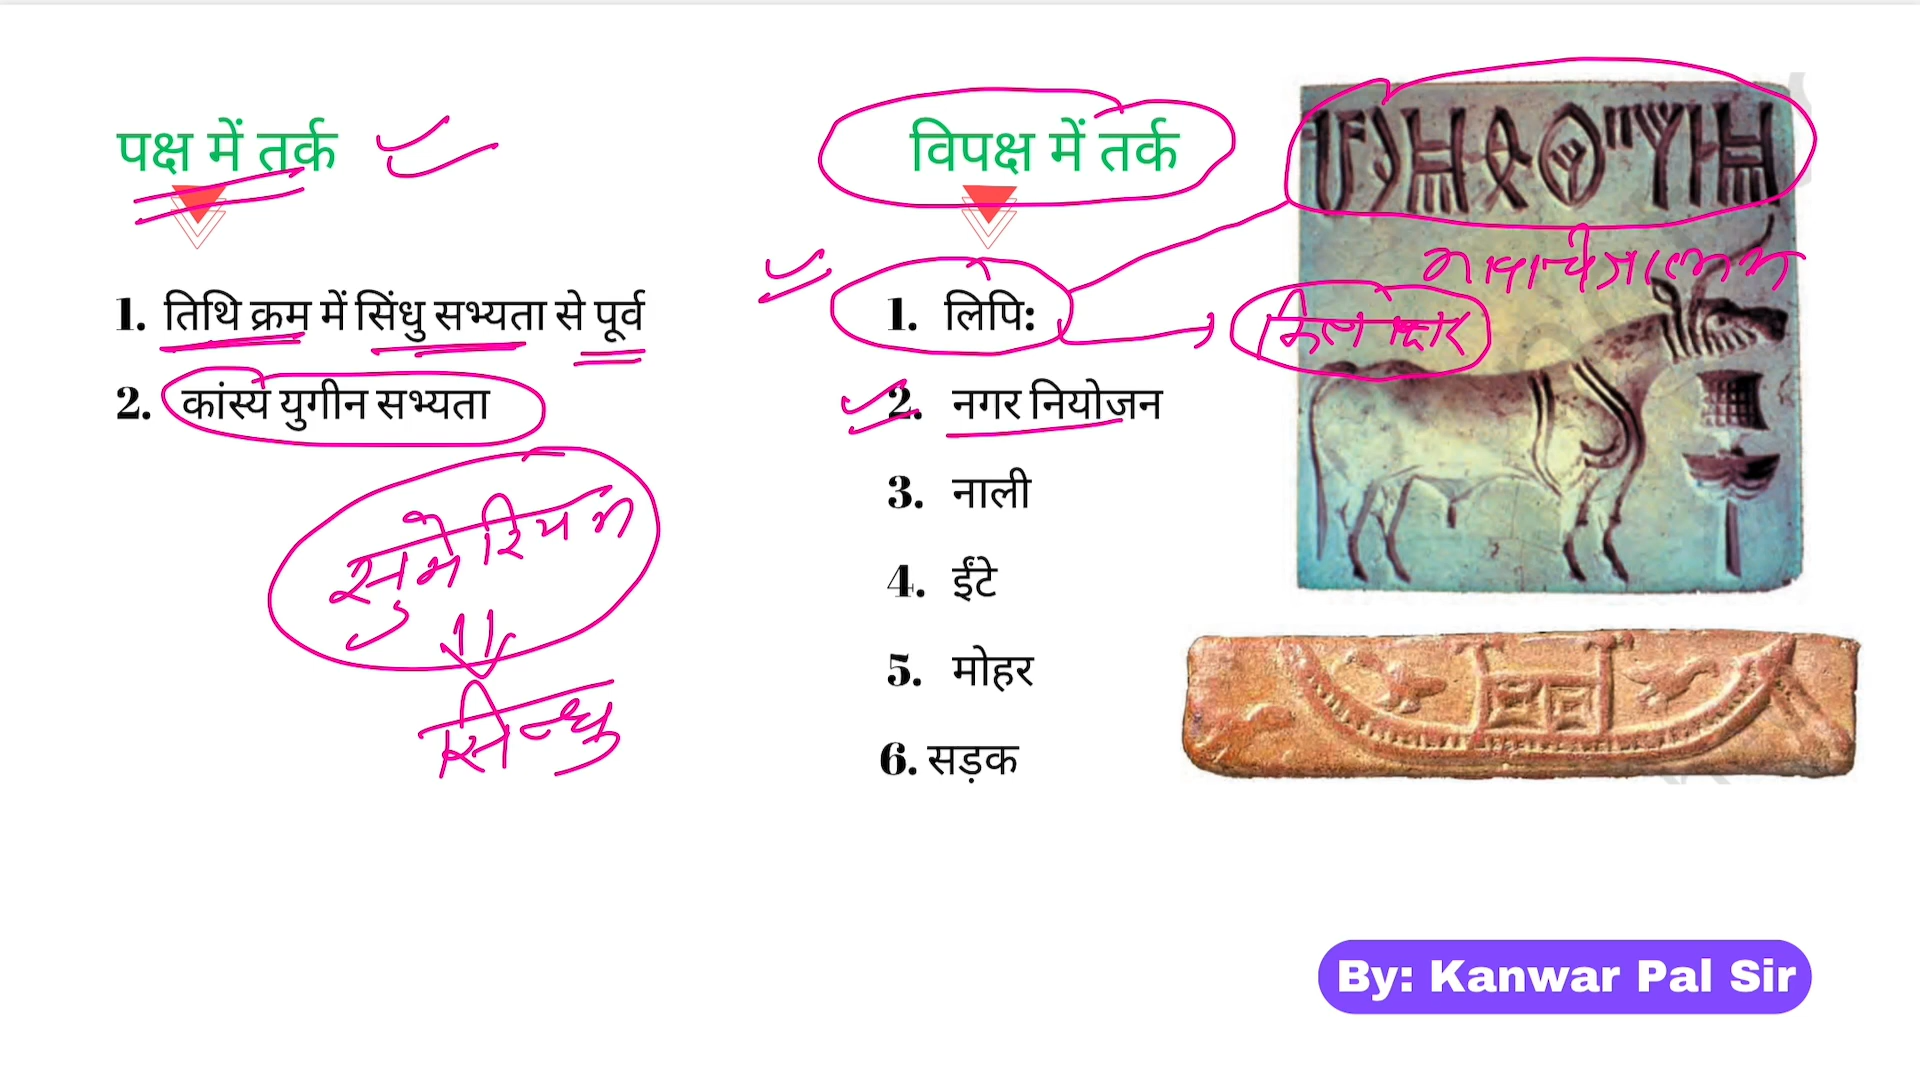 पक्ष में तर्क
1. तिथि क्रम में सिंधु सभ्यता से पूर्व
2. कांस्य युगीन सभ्यता
सुमेरियन
सिन्धु
विपक्ष में तर्क
1. लिपि:
2. नगर नियोजन
3. नाली
4. ईंटे
5. मोहर
6. सड़क
By: Kanwar Pal Sir